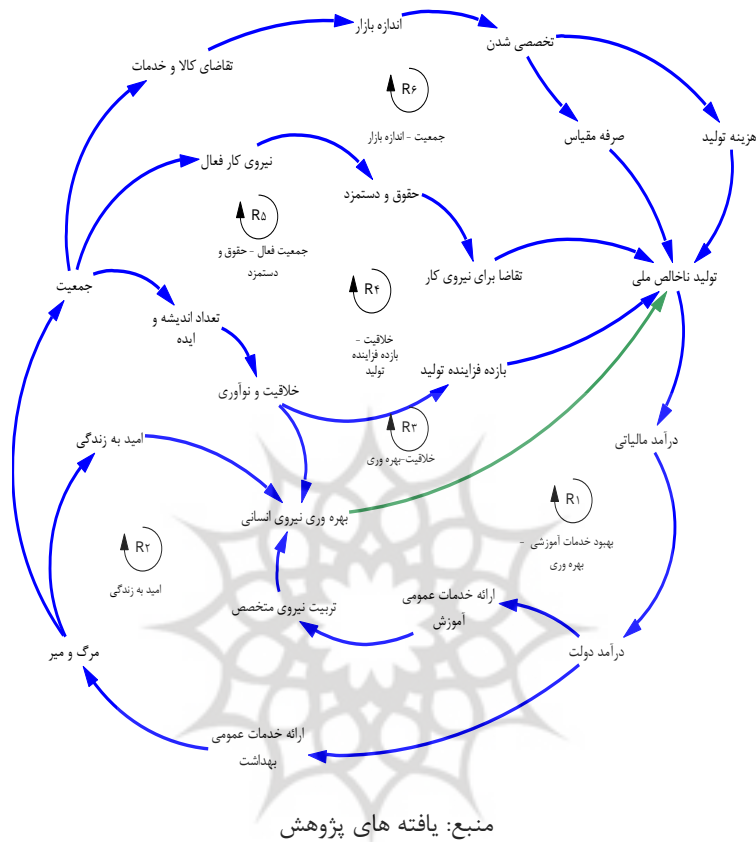 اندازه بازار
تخصصی شدن
تقاضای کالا و خدمات
R۶
جمعیت - اندازه بازار
صرفه مقیاس
هزینه تولید
نیروی کار فعال
حقوق و دستمزد
R۵
جمعیت فعال - حقوق و
دستمزد
تقاضا برای نیروی کار
تولید ناخالص ملی
جمعیت
R۴
خلاقیت -
بازده فزاینده
تولید
تعداد اندیشه و
ایده
خلاقیت و نوآوری
بازده فزاینده تولید
R۳
خلاقیت-بهره وری
امید به زندگی
درآمد مالیاتی
بهره وری نیروی انسانی
R۱
بهبود خدمات آموزشی -
بهره وری
R۲
امید به زندگی
تربیت نیروی متخصص
ارائه خدمات عمومی
آموزش
مرگ و میر
درآمد دولت
ارائه خدمات عمومی
بهداشت
منبع: یافته های پژوهش